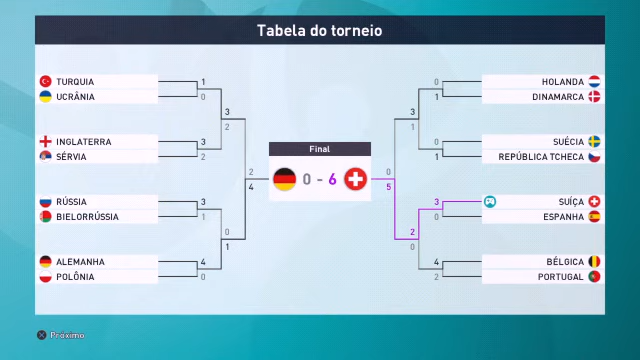 Tabela do torneio
TURQUIA 1
UCRÂNIA 0
3
2
INGLATERRA 3
SÉRVIA 2
2
4
RÚSSIA 3
BIELORRÚSSIA 1
0
1
ALEMANHA 4
POLÔNIA 0
Final
0 - 6
0 HOLANDA
1 DINAMARCA
3
1
0 SUÉCIA
1 REPÚBLICA TCHECA
0
5
3 SUÍÇA
0 ESPANHA
2
0
4 BÉLGICA
2 PORTUGAL
Próximo